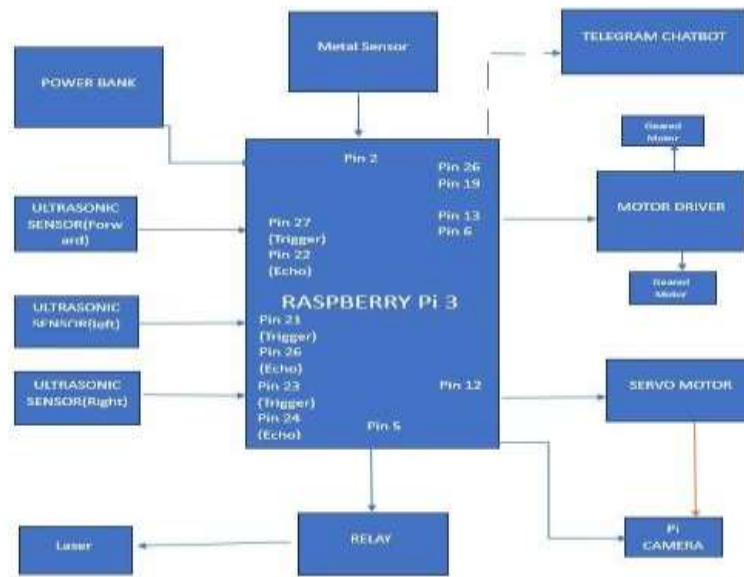 Metal Sensor
TELEGRAM CHATBOT
POWER BANK
Geared
Motor
Pin 2
Pin 26
Pin 19
Pin 13
Pin 6
MOTOR DRIVER
ULTRASONIC
SENSOR(Forw
ard)
Pin 27
(Trigger)
Pin 22
(Echo)
Geared
Motor
RASPBERRY Pi 3
ULTRASONIC
SENSOR(left)
Pin 21
(Trigger)
Pin 26
(Echo)
ULTRASONIC
SENSOR(Right)
Pin 23
(Trigger)
Pin 24
(Echo)
Pin 12
SERVO MOTOR
Pin 5
Laser
RELAY
Pi
CAMERA